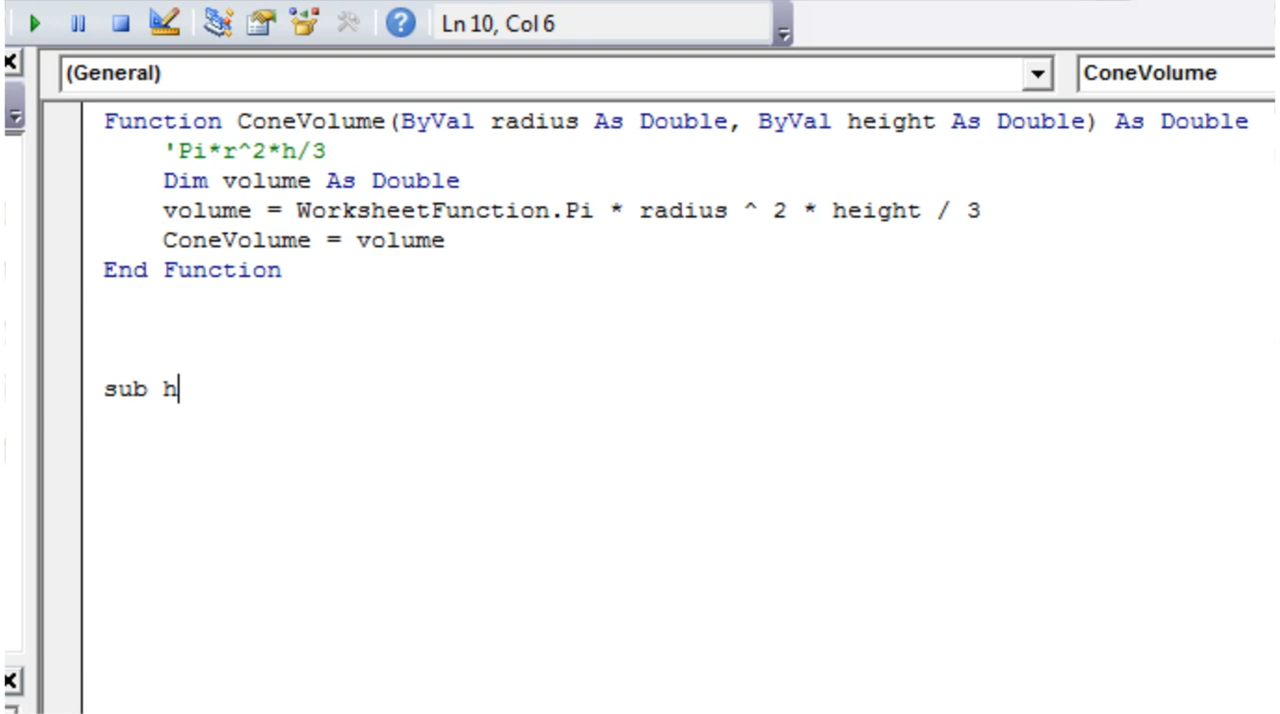 Ln 10, Col 6
(General)
ConeVolume
Function ConeVolume(ByVal radius As Double, ByVal height As Double) As Double
'Pi*r^2*h/3
Dim volume As Double
volume = WorksheetFunction.Pi * radius ^ 2 * height / 3
ConeVolume = volume
End Function
sub h